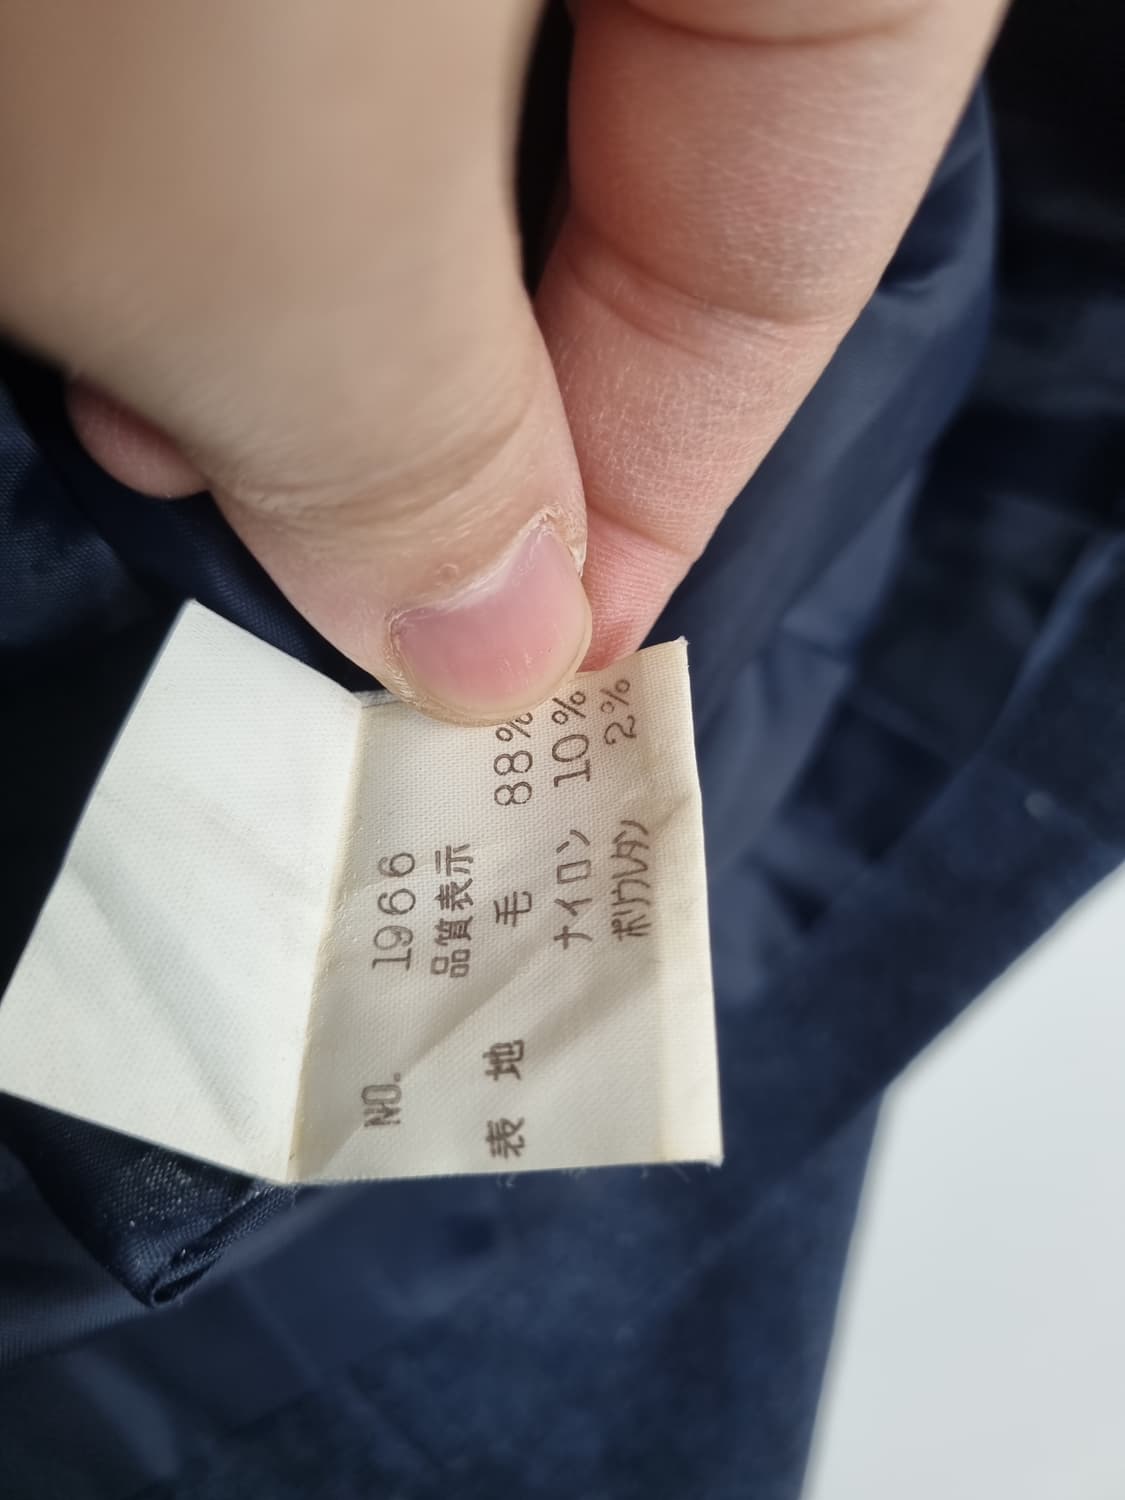 NO. 1966
品質表示
表地 毛 88%
ナイロン 10%
ポリウレタン 2%